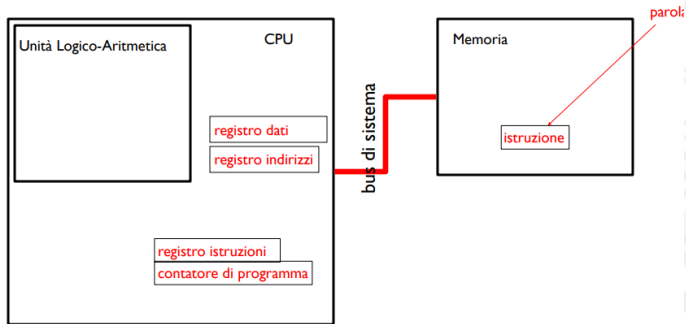 parola
Unità Logico-Aritmetica
CPU
Memoria
registro dati
registro indirizzi
bus di sistema
istruzione
registro istruzioni
contatore di programma